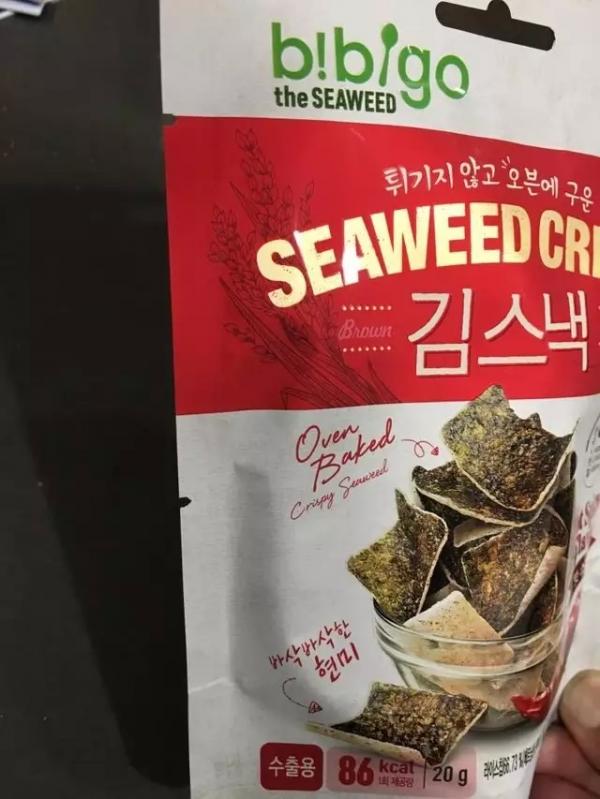 b!b!go
the SEAWEED
튀기지 않고 오븐에 구운
SEAWEED CRI
Brown
김스낵
Oven
Baked
Crispy Seaweed
바삭바삭한
현미
수출용
86 kcal
1회 제공량
20 g